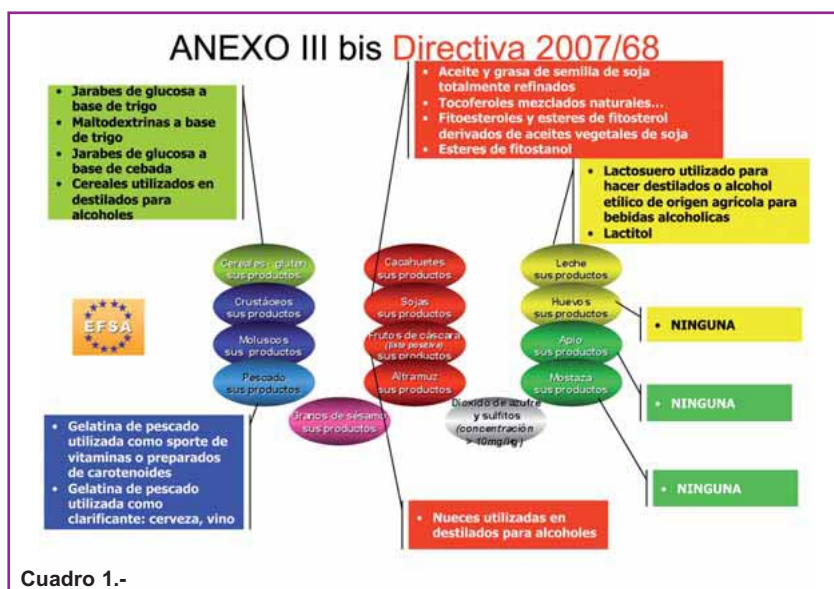 ANEXO III bis Directiva 2007/68
• Jarabes de glucosa a
base de trigo
• Maltodextrinas a base
de trigo
• Jarabes de glucosa a
base de cebada
• Cereales utilizados en
destilados para
alcoholes
• Aceite y grasa de semilla de soja
totalmente refinados
• Tocoferoles mezclados naturales...
• Fitoesteroles y esteres de fitosterol
derivados de aceites vegetales de soja
• Esteres de fitostanol
• Lactosuero utilizado para
hacer destilados o alcohol
etílico de origen agrícola para
bebidas alcoholicas
• Lactitol
Cereales - gluten
sus productos
Cacahuetes
sus productos
Leche
sus productos
Crustáceos
sus productos
Sojas
sus productos
Huevos
sus productos
Moluscos
sus productos
Frutos de cáscara
(lista positiva)
sus productos
Apio
sus productos
Pescado
sus productos
Altramuz
sus productos
Mostaza
sus productos
Granos de sésamo
sus productos
Dióxido de azufre
y sulfitos
(concentración
> 10mg/kg)
EFSA
• NINGUNA
• NINGUNA
• NINGUNA
• Gelatina de pescado
utilizada como sporte de
vitaminas o preparados
de carotenoides
• Gelatina de pescado
utilizada como
clarificante: cerveza, vino
• Nueces utilizadas en
destilados para alcoholes
Cuadro 1.-